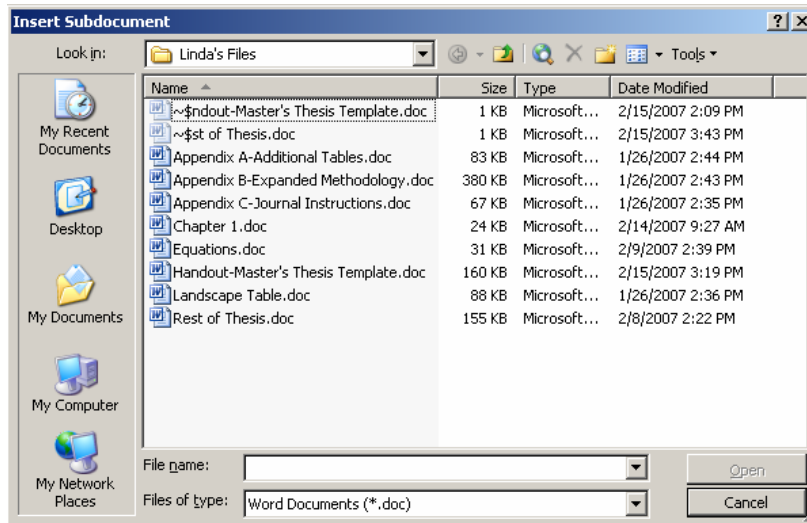 Insert Subdocument
Look in: Linda's Files Tools
Name Size Type Date Modified
~$ndout-Master's Thesis Template.doc 1 KB Microsoft... 2/15/2007 2:09 PM
~$st of Thesis.doc 1 KB Microsoft... 2/15/2007 3:43 PM
Appendix A-Additional Tables.doc 83 KB Microsoft... 1/26/2007 2:44 PM
Appendix B-Expanded Methodology.doc 380 KB Microsoft... 1/26/2007 2:43 PM
Appendix C-Journal Instructions.doc 67 KB Microsoft... 1/26/2007 2:35 PM
Chapter 1.doc 24 KB Microsoft... 2/14/2007 9:27 AM
Equations.doc 31 KB Microsoft... 2/9/2007 2:39 PM
Handout-Master's Thesis Template.doc 160 KB Microsoft... 2/15/2007 3:19 PM
Landscape Table.doc 88 KB Microsoft... 1/26/2007 2:36 PM
Rest of Thesis.doc 155 KB Microsoft... 2/8/2007 2:22 PM
My Recent
Documents
Desktop
My Documents
My Computer
My Network
Places
File name: Open
Files of type: Word Documents (*.doc) Cancel